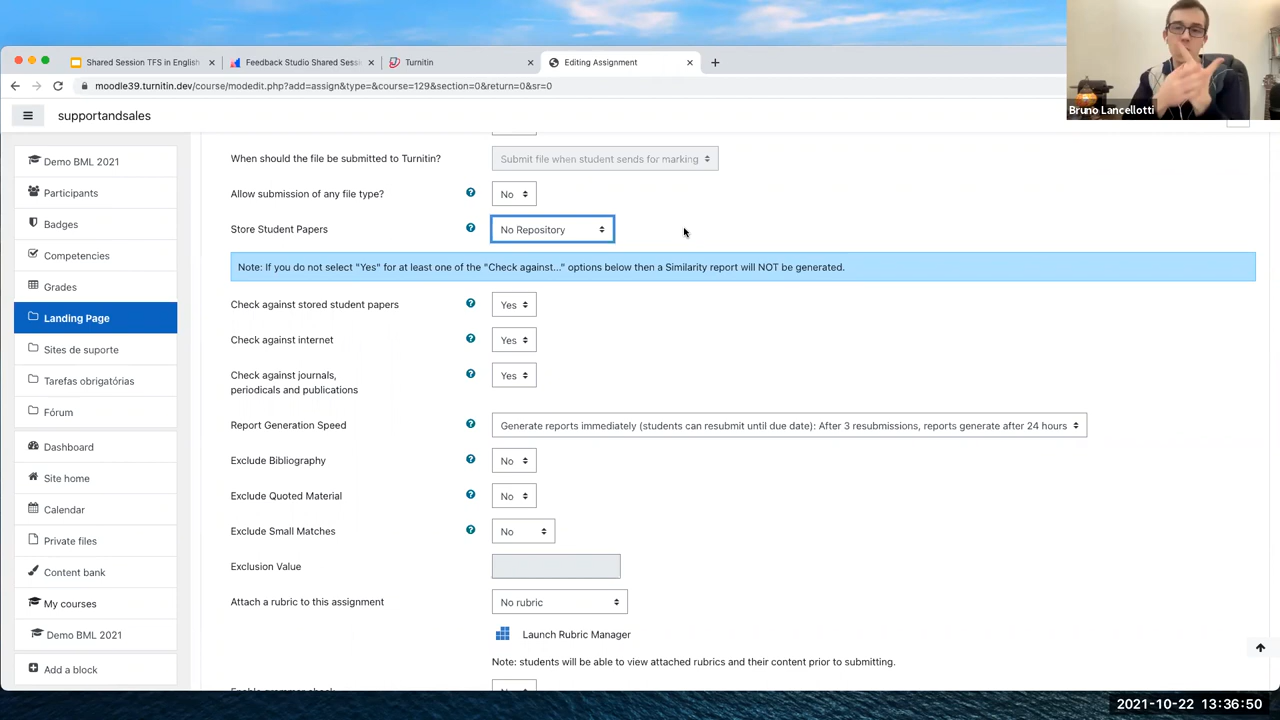 Shared Session TFS in English
Feedback Studio Shared Sessi
Turnitin
Editing Assignment
moodle39.turnitin.dev/course/modedit.php?add=assign&type=&course=129&section=0&return=0&sr=0
Bruno Lancellotti
supportandsales
Demo BML 2021
Participants
Badges
Competencies
Grades
Landing Page
Sites de suporte
Tarefas obrigatórias
Fórum
Dashboard
Site home
Calendar
Private files
Content bank
My courses
Demo BML 2021
Add a block
When should the file be submitted to Turnitin?
Submit file when student sends for marking
Allow submission of any file type?
No
Store Student Papers
No Repository
Note: If you do not select "Yes" for at least one of the "Check against..." options below then a Similarity report will NOT be generated.
Check against stored student papers
Yes
Check against internet
Yes
Check against journals,
periodicals and publications
Yes
Report Generation Speed
Generate reports immediately (students can resubmit until due date): After 3 resubmissions, reports generate after 24 hours
Exclude Bibliography
No
Exclude Quoted Material
No
Exclude Small Matches
No
Exclusion Value
Attach a rubric to this assignment
No rubric
Launch Rubric Manager
Note: students will be able to view attached rubrics and their content prior to submitting.
2021-10-22 13:36:50